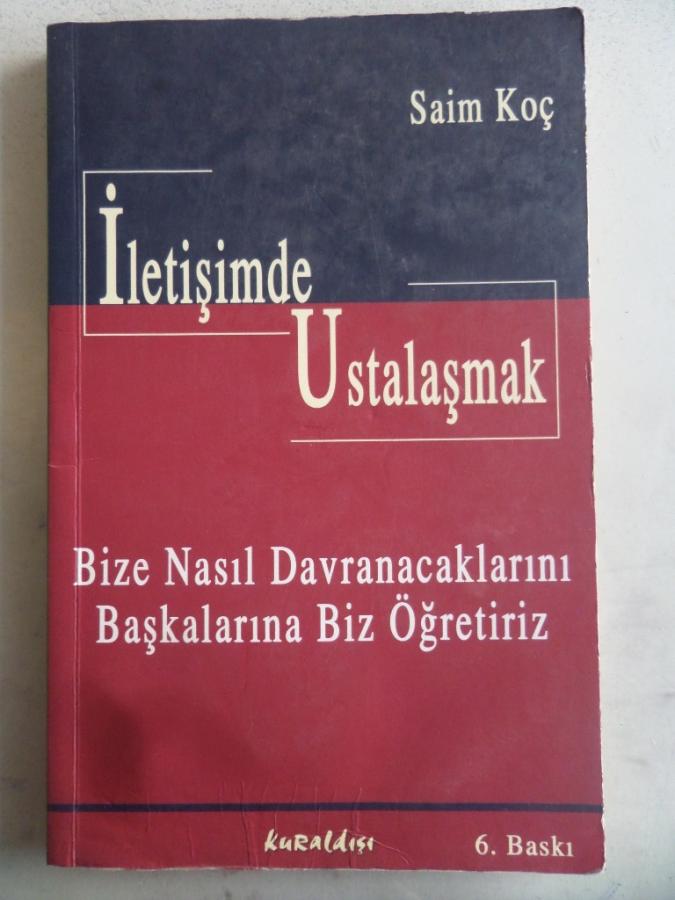 Saim Koç
İletişimde
Ustalaşmak
Bize Nasıl Davranacaklarını
Başkalarına Biz Öğretiriz
kuraldışı
6. Baskı